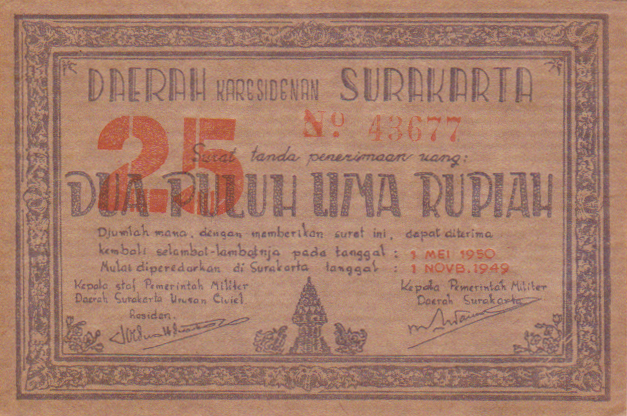 DAERAH KARESIDENAN SURAKARTA
25
No 43677
Surat tanda penerimaan uang:
DUA PULUH LIMA RUPIAH
Djumlah mana, dengan memberikan surat ini, dapat diterima
kembali selambat-lambatnja pada tanggal : 1 MEI 1950
Mulai diperedarkan di Surakarta tanggal : 1 NOVB. 1949
Kepala staf Pemerintah Militer
Daerah Surakarta Urusan Civiel
Residen.
Kepala Pemerintah Militer
Daerah Surakarta